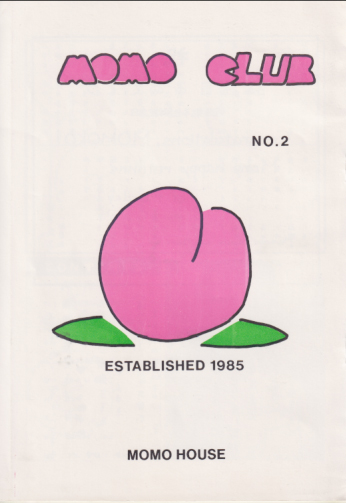 MOMO CLUB
NO.2
ESTABLISHED 1985
MOMO HOUSE